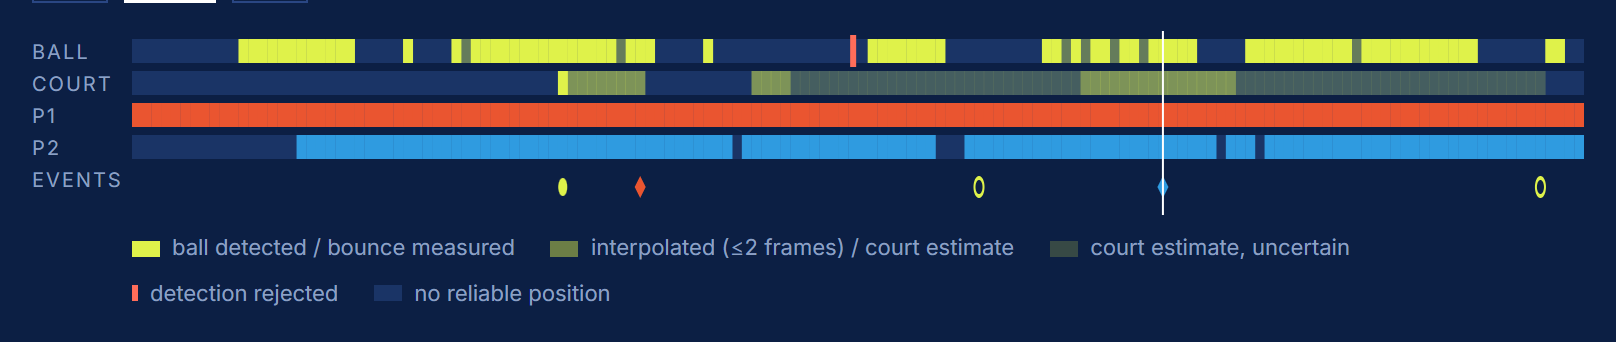 BALL
COURT
P1
P2
EVENTS
ball detected / bounce measured
interpolated (≤2 frames) / court estimate
court estimate, uncertain
detection rejected
no reliable position